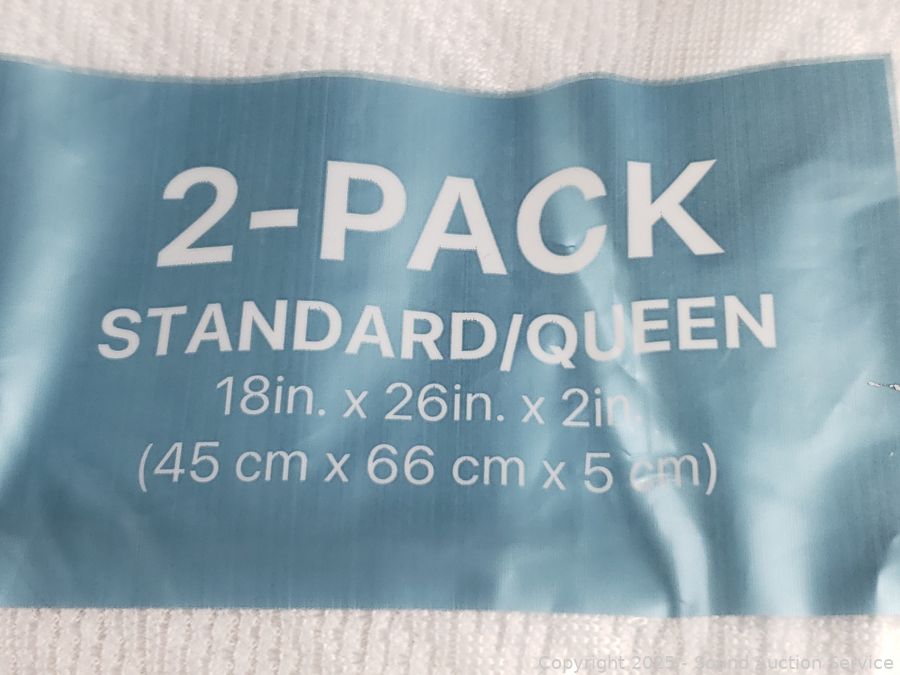 2-PACK
STANDARD/QUEEN
18in. x 26in. x 2in.
(45 cm x 66 cm x 5 cm)
Copyright 2025 - Sound Auction Service